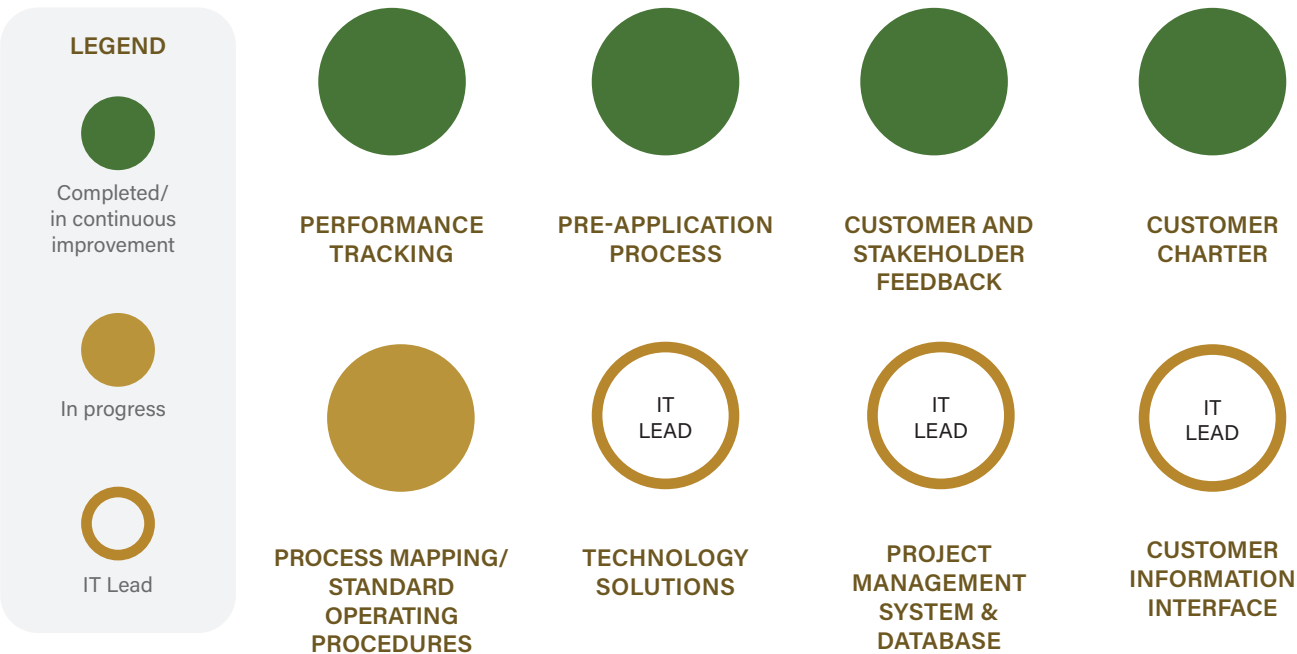 LEGEND
Completed/
in continuous
improvement
In progress
IT Lead
PERFORMANCE
TRACKING
PRE-APPLICATION
PROCESS
CUSTOMER AND
STAKEHOLDER
FEEDBACK
CUSTOMER
CHARTER
PROCESS MAPPING/
STANDARD
OPERATING
PROCEDURES
IT
LEAD
TECHNOLOGY
SOLUTIONS
IT
LEAD
PROJECT
MANAGEMENT
SYSTEM &
DATABASE
IT
LEAD
CUSTOMER
INFORMATION
INTERFACE